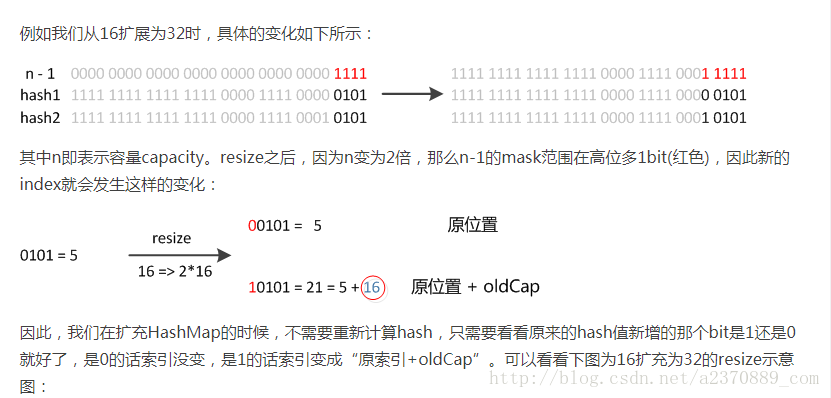 例如我们从16扩展为32时，具体的变化如下所示：
n - 1 0000 0000 0000 0000 0000 0000 0000 1111 1111 1111 1111 1111 0000 1111 0001 1111
hash1 1111 1111 1111 1111 0000 1111 0000 0101 1111 1111 1111 1111 0000 1111 0000 0101
hash2 1111 1111 1111 1111 0000 1111 0001 0101 1111 1111 1111 1111 0000 1111 0001 0101
其中n即表示容量capacity。resize之后，因为n变为2倍，那么n-1的mask范围在高位多1bit(红色)，因此新的
index就会发生这样的变化：
00101 = 5 原位置
0101 = 5 resize
16 => 2*16
10101 = 21 = 5 + 16 原位置 + oldCap
因此，我们在扩充HashMap的时候，不需要重新计算hash，只需要看看原来的hash值新增的那个bit是1还是0
就好了，是0的话索引没变，是1的话索引变成“原索引+oldCap”。可以看看下图为16扩充为32的resize示意
图：
http://blog.csdn.net/a2370889_com